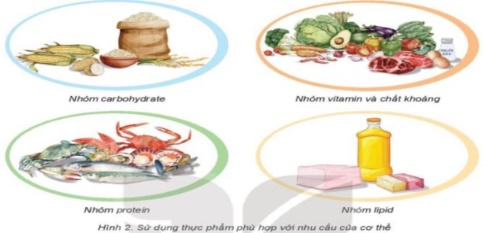 Nhóm carbohydrate
Nhóm vitamin và chất khoáng
Nhóm protein
Nhóm lipid
Hình 2. Sử dụng thực phẩm phù hợp với nhu cầu của cơ thể